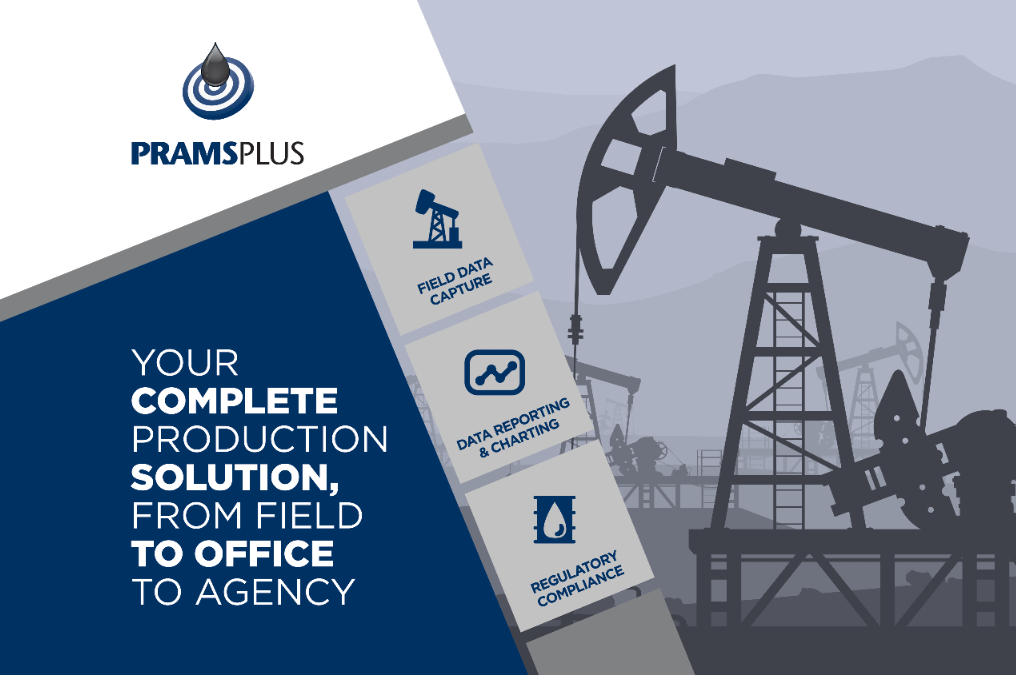 PRAMSPLUS
FIELD DATA
CAPTURE
DATA REPORTING
& CHARTING
REGULATORY
COMPLIANCE
YOUR
COMPLETE
PRODUCTION
SOLUTION,
FROM FIELD
TO OFFICE
TO AGENCY